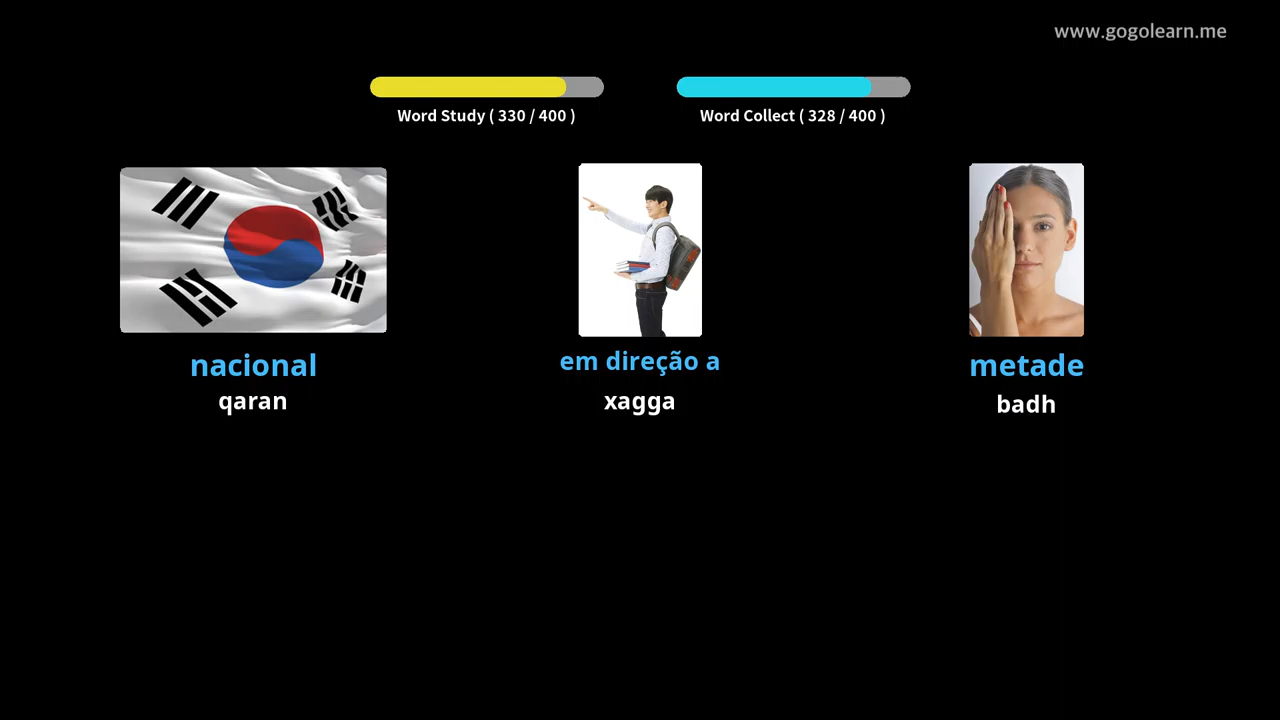 www.gogolearn.me
Word Study ( 330 / 400 )
Word Collect ( 328 / 400 )
nacional
em direção a
metade
qaran
xagga
badh